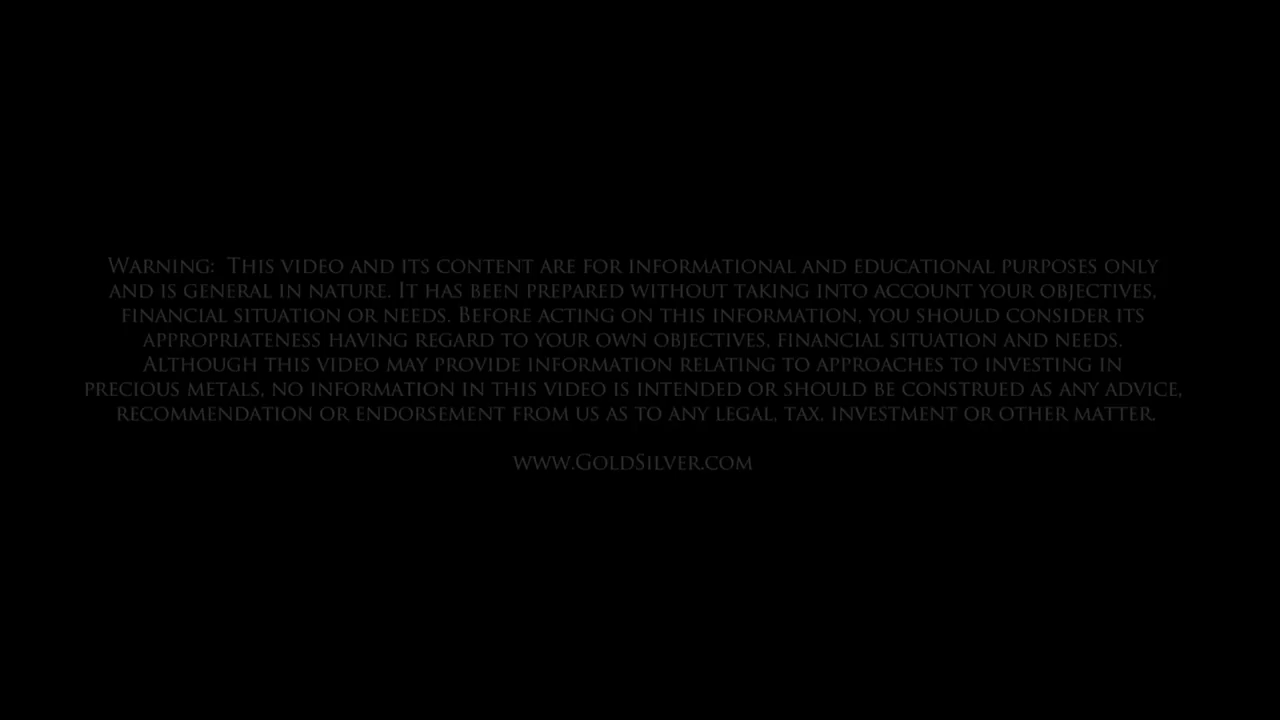 Warning: This video and its content are for informational and educational purposes only
and is general in nature. It has been prepared without taking into account your objectives,
financial situation or needs. Before acting on this information, you should consider its
appropriateness having regard to your own objectives, financial situation and needs.
Although this video may provide information relating to approaches to investing in
precious metals, no information in this video is intended or should be construed as any advice,
recommendation or endorsement from us as to any legal, tax. investment or other matter.
www.GoldSilver.com